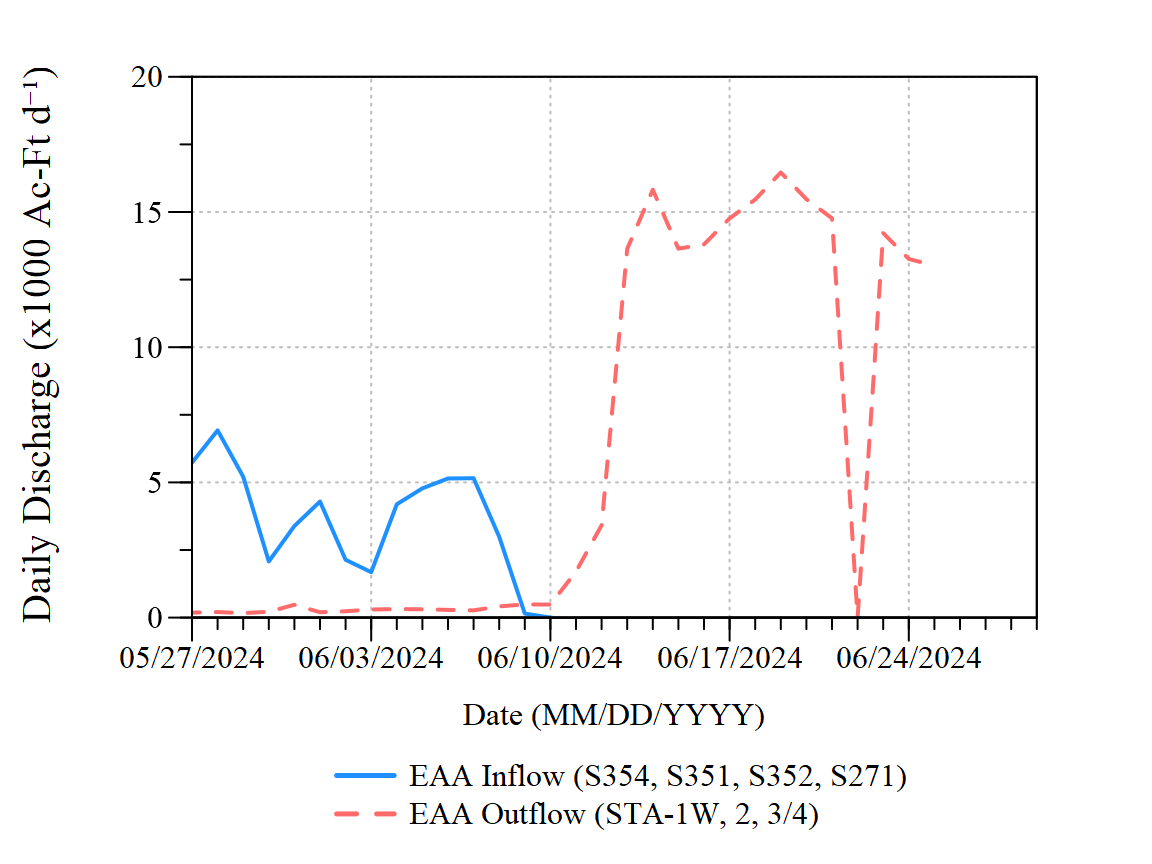 Daily Discharge (x1000 Ac-Ft d⁻¹)
20
15
10
5
0
05/27/2024 06/03/2024 06/10/2024 06/17/2024 06/24/2024
Date (MM/DD/YYYY)
EAA Inflow (S354, S351, S352, S271)
EAA Outflow (STA-1W, 2, 3/4)